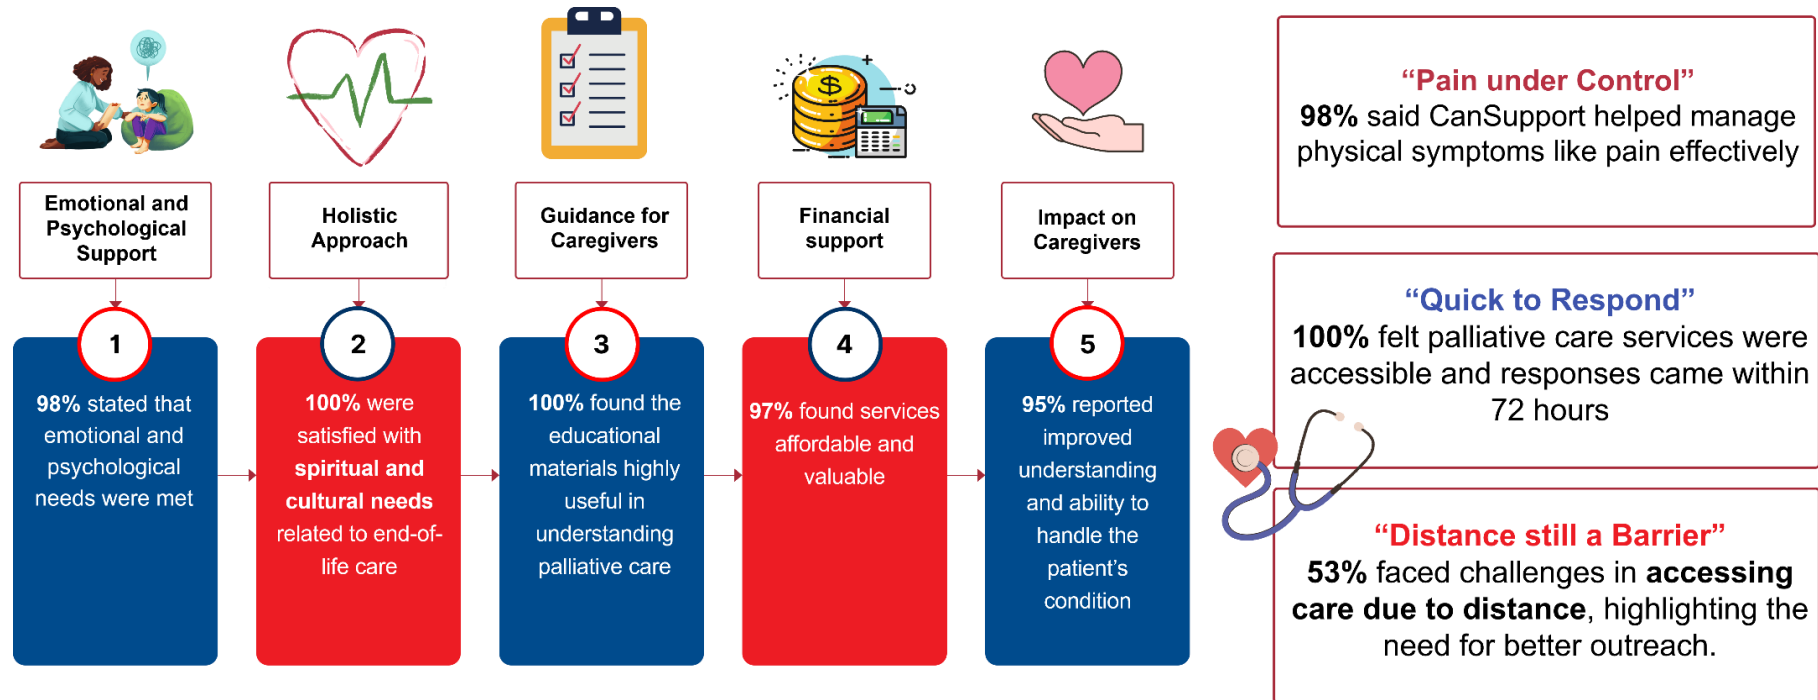 Emotional and
Psychological
Support
1
98% stated that
emotional and
psychological
needs were met
Holistic
Approach
2
100% were
satisfied with
spiritual and
cultural needs
related to end-of-
life care
Guidance for
Caregivers
3
100% found the
educational
materials highly
useful in
understanding
palliative care
$
Financial
support
4
97% found services
affordable and
valuable
Impact on
Caregivers
5
95% reported
improved
understanding
and ability to
handle the
patient’s
condition
“Pain under Control”
98% said CanSupport helped manage
physical symptoms like pain effectively
“Quick to Respond”
100% felt palliative care services were
accessible and responses came within
72 hours
“Distance still a Barrier”
53% faced challenges in accessing
care due to distance, highlighting the
need for better outreach.